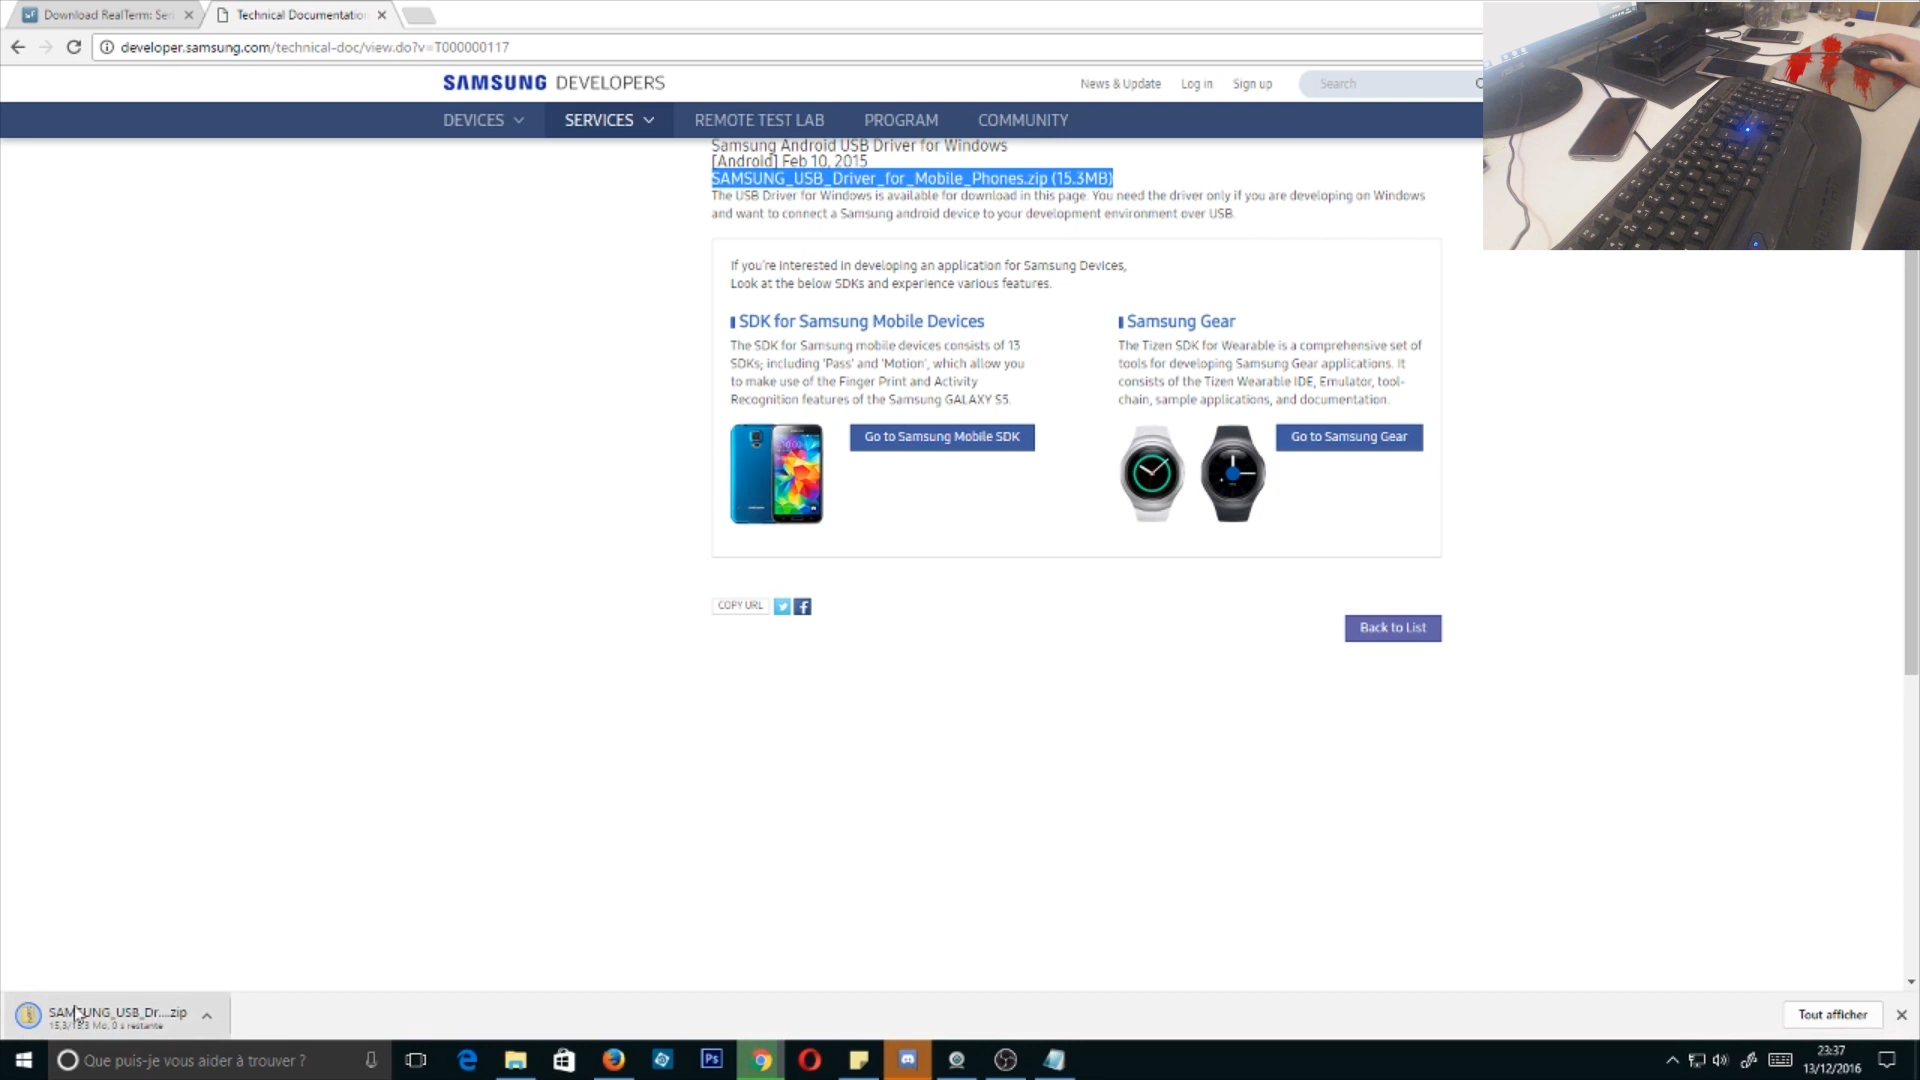 Download RealTerm: Ser
Technical Documentatio
developer.samsung.com/technical-doc/view.do?v=T000000117
SAMSUNG DEVELOPERS
News & Update
Log in
Sign up
Search
DEVICES
SERVICES
REMOTE TEST LAB
PROGRAM
COMMUNITY
Samsung Android USB Driver for Windows
[Android] Feb 10, 2015
SAMSUNG_USB_Driver_for_Mobile_Phones.zip (15.3MB)
The USB Driver for Windows is available for download in this page. You need the driver only if you are developing on Windows
and want to connect a Samsung android device to your development environment over USB.
If you're interested in developing an application for Samsung Devices,
Look at the below SDKs and experience various features.
SDK for Samsung Mobile Devices
The SDK for Samsung mobile devices consists of 13
SDKs; including 'Pass' and 'Motion', which allow you
to make use of the Finger Print and Activity
Recognition features of the Samsung GALAXY S5.
Go to Samsung Mobile SDK
Samsung Gear
The Tizen SDK for Wearable is a comprehensive set of
tools for developing Samsung Gear applications. It
consists of the Tizen Wearable IDE, Emulator, tool-
chain, sample applications, and documentation.
Go to Samsung Gear
COPY URL
Back to List
SAMSUNG_USB_Dr....zip
15,3/15,3 Mo, 0 s restante
Tout afficher
Que puis-je vous aider à trouver ?
Ps
23:37
13/12/2016